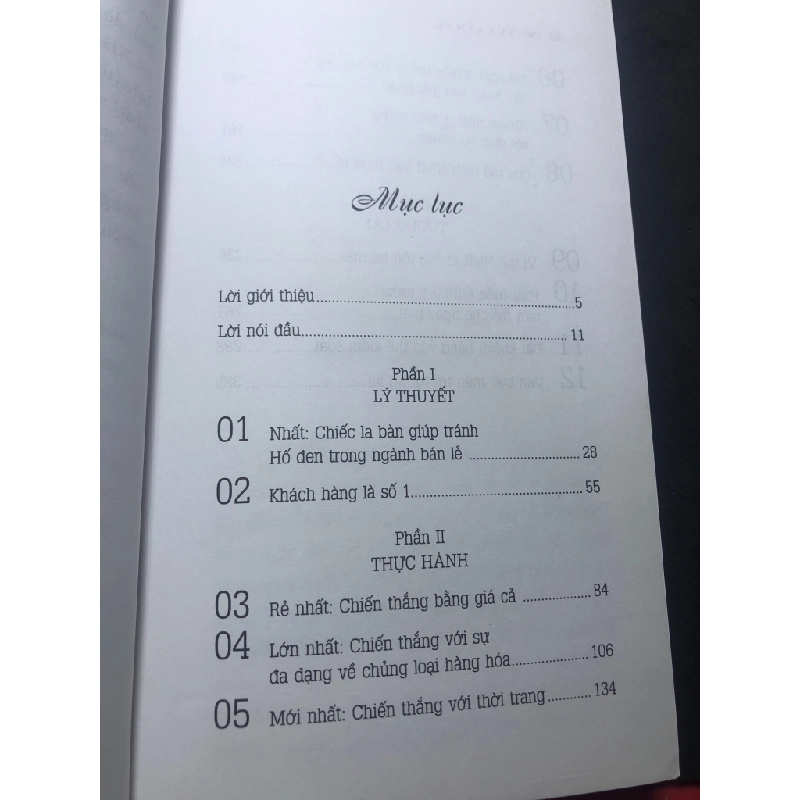 Mục lục
Lời giới thiệu........5
Lời nói đầu........11
Phần I
LÝ THUYẾT
01 Nhất: Chiếc la bàn giúp tránh
Hố đen trong ngành bán lẻ ........28
02 Khách hàng là số 1........55
Phần II
THỰC HÀNH
03 Rẻ nhất: Chiến thắng bằng giá cả ........84
04 Lớn nhất: Chiến thắng với sự
đa dạng về chủng loại hàng hóa........106
05 Mới nhất: Chiến thắng với thời trang........134